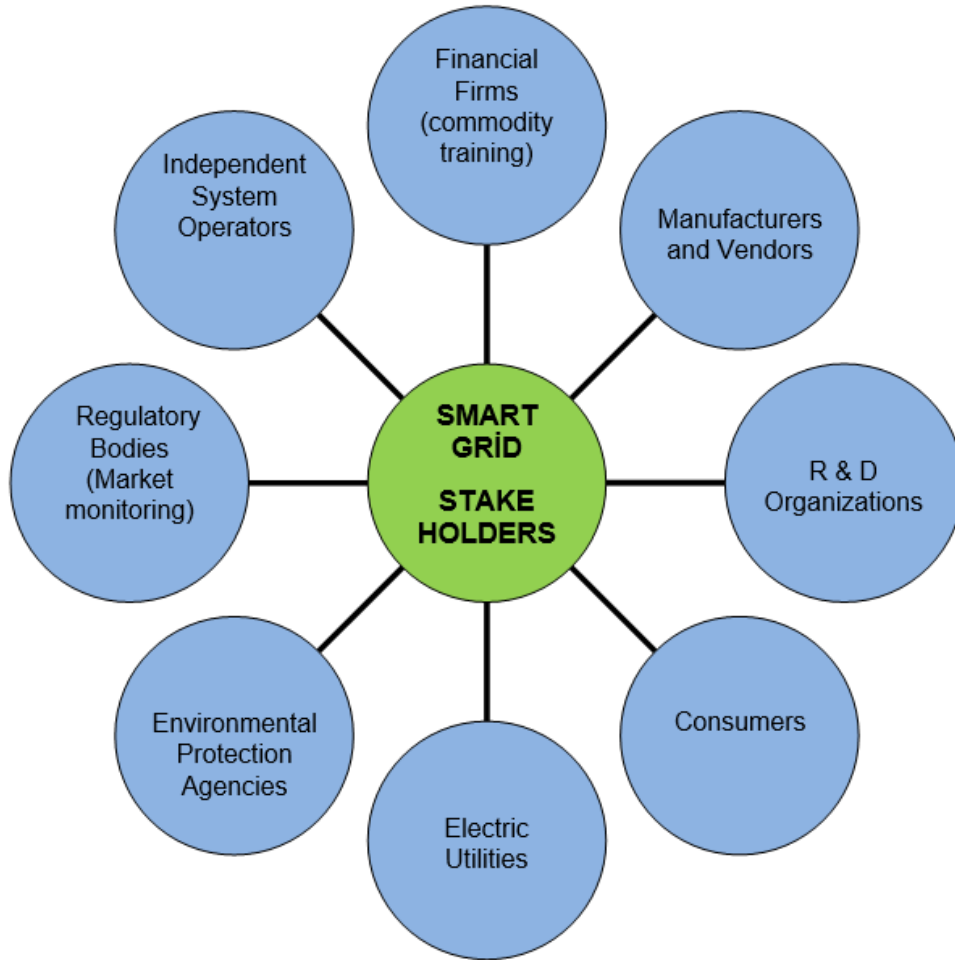 Financial
Firms
(commodity
training)
Independent
System
Operators
Manufacturers
and Vendors
Regulatory
Bodies
(Market
monitoring)
SMART
GRİD
STAKE
HOLDERS
R & D
Organizations
Environmental
Protection
Agencies
Consumers
Electric
Utilities